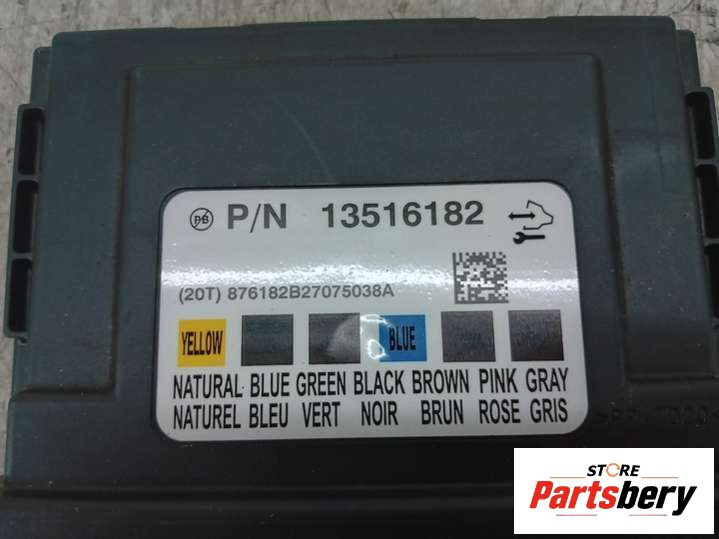 PB P/N 13516182
(20T) 876182B27075038A
YELLOW BLUE
NATURAL BLUE GREEN BLACK BROWN PINK GRAY
NATUREL BLEU VERT NOIR BRUN ROSE GRIS
STORE
Partsbery